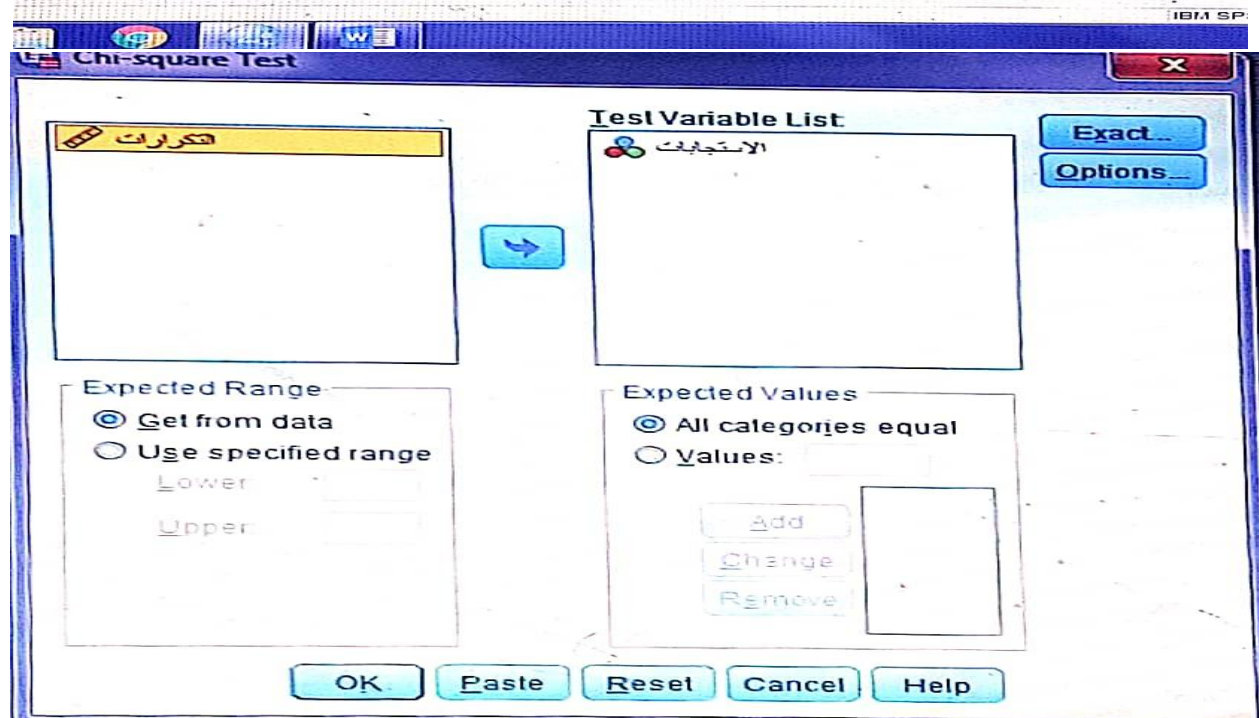 IBM SP
W
Chi-square Test
Test Variable List:
التكرارات
الاستجابات
Exact...
Options...
Expected Range
Get from data
Use specified range
Lower:
Upper:
Expected Values
All categories equal
Values:
Add
Change
Remove
OK
Paste
Reset
Cancel
Help